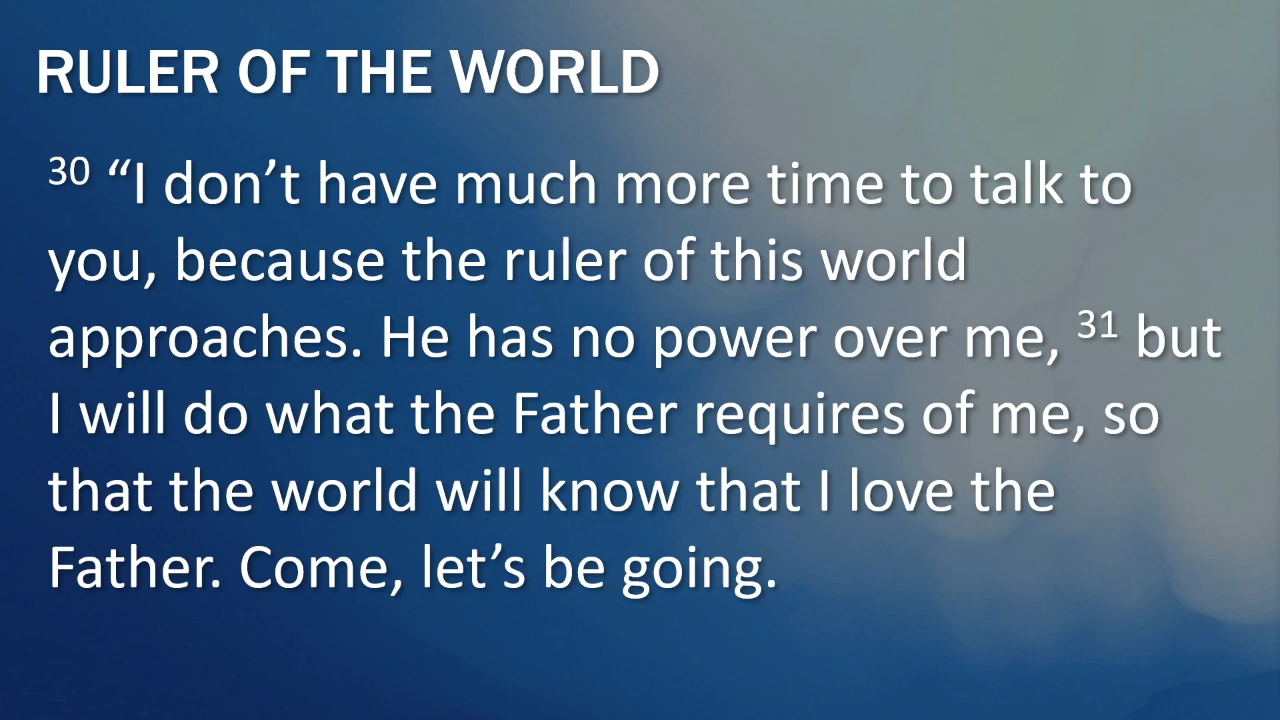 RULER OF THE WORLD
30 “I don’t have much more time to talk to
you, because the ruler of this world
approaches. He has no power over me, 31 but
I will do what the Father requires of me, so
that the world will know that I love the
Father. Come, let’s be going.